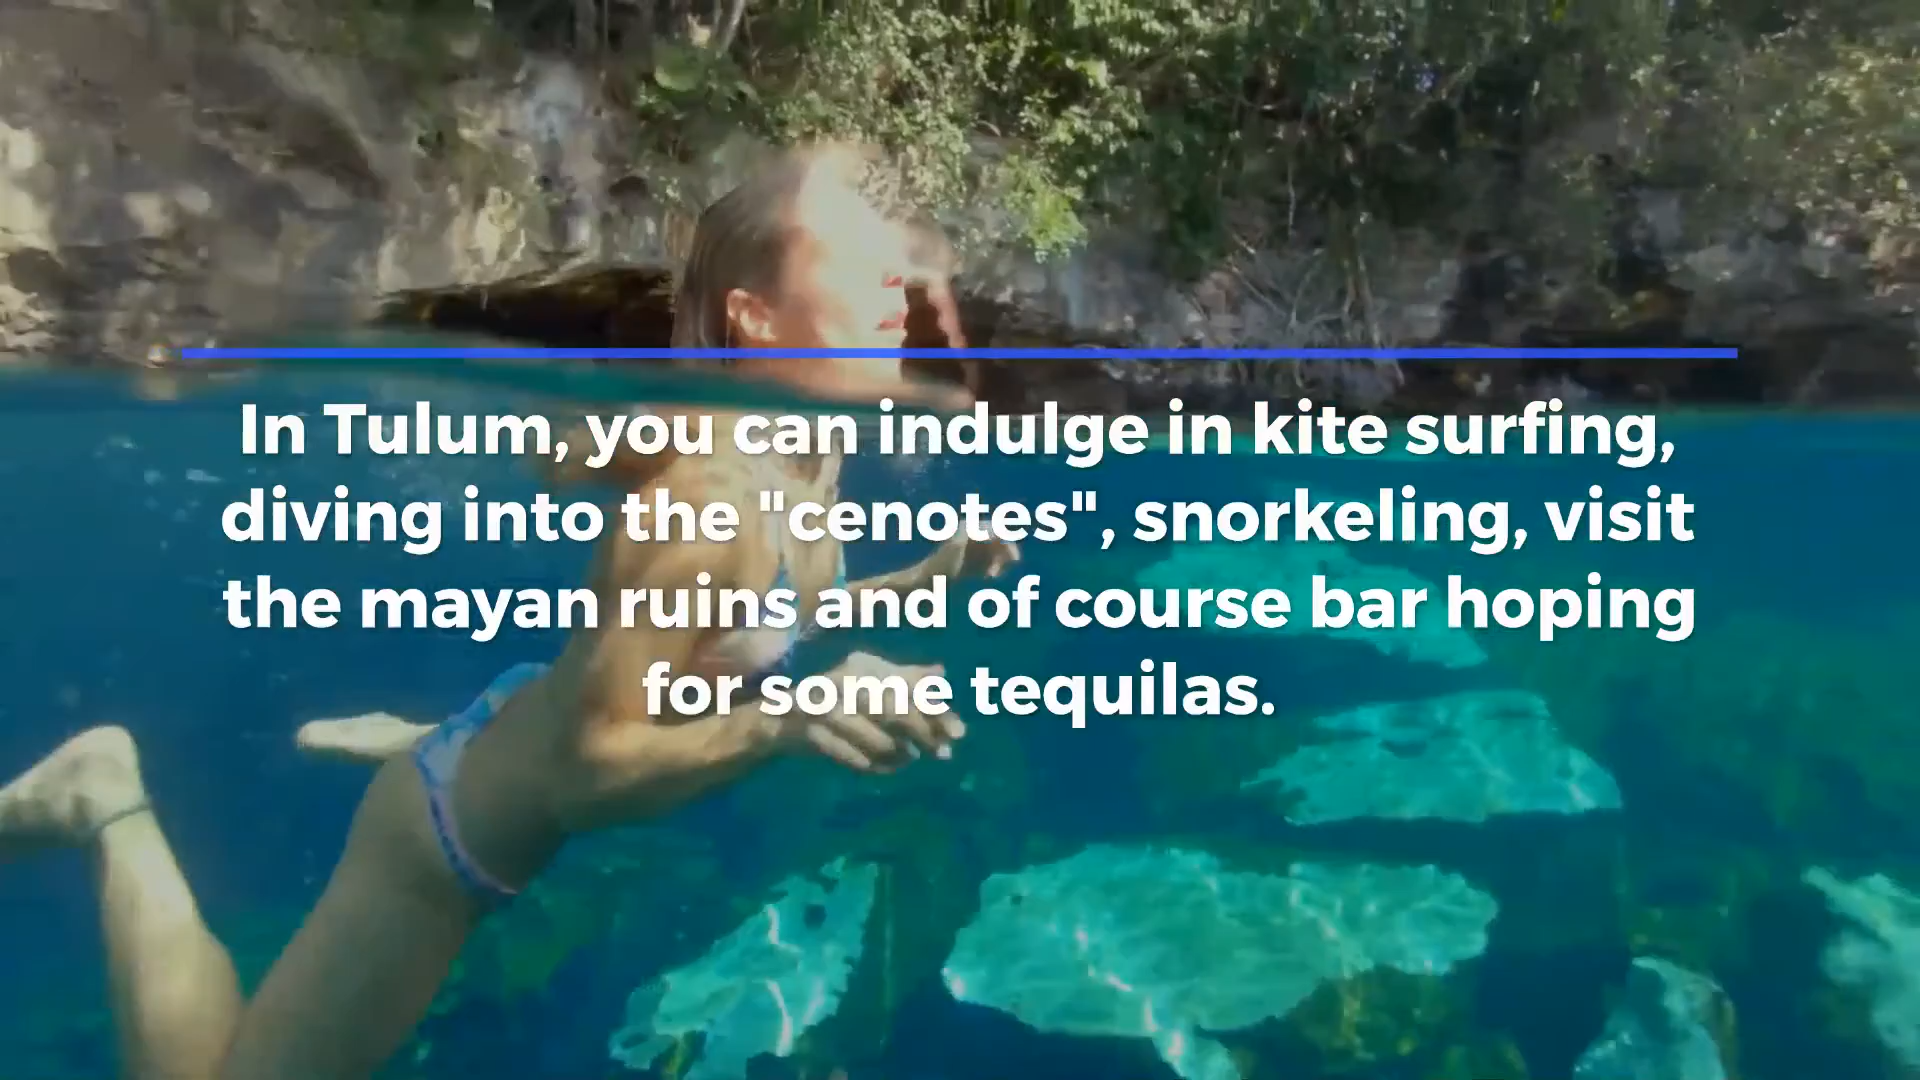 In Tulum, you can indulge in kite surfing,
diving into the "cenotes", snorkeling, visit
the mayan ruins and of course bar hoping
for some tequilas.